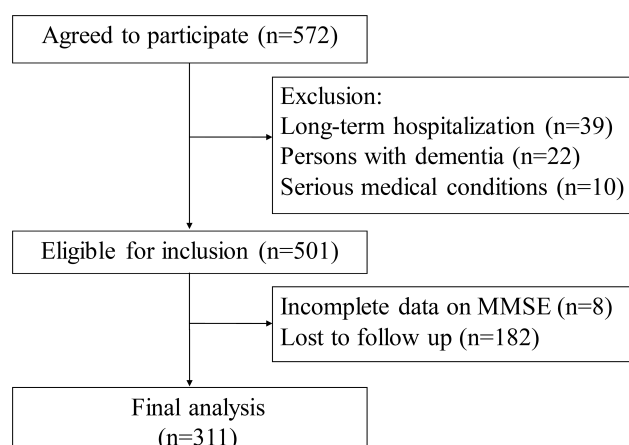 Agreed to participate (n=572)
Exclusion:
Long-term hospitalization (n=39)
Persons with dementia (n=22)
Serious medical conditions (n=10)
Eligible for inclusion (n=501)
Incomplete data on MMSE (n=8)
Lost to follow up (n=182)
Final analysis
(n=311)